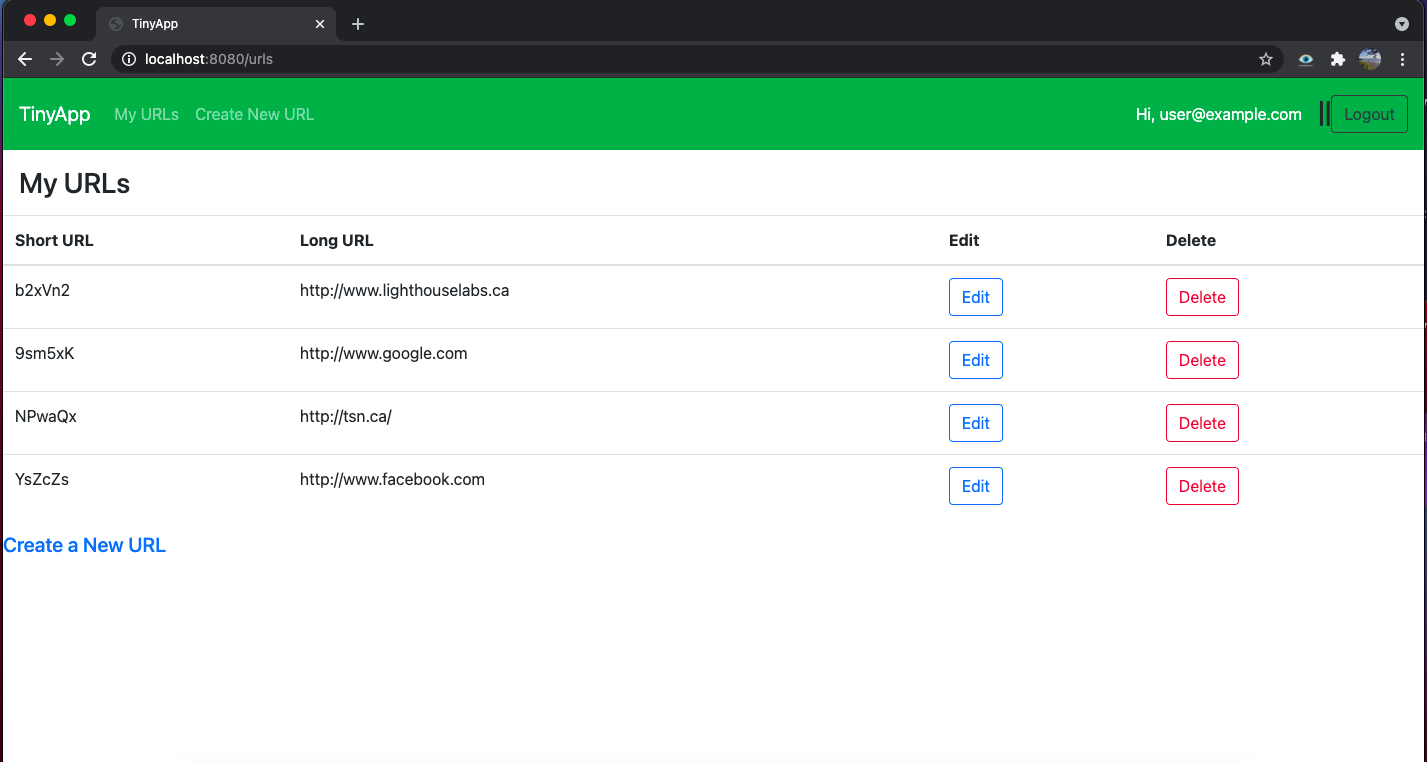 TinyApp
localhost:8080/urls
TinyApp My URLs Create New URL Hi, user@example.com Logout
My URLs
Short URL Long URL Edit Delete
b2xVn2 http://www.lighthouselabs.ca Edit Delete
9sm5xK http://www.google.com Edit Delete
NPwaQx http://tsn.ca/ Edit Delete
YsZcZs http://www.facebook.com Edit Delete
Create a New URL